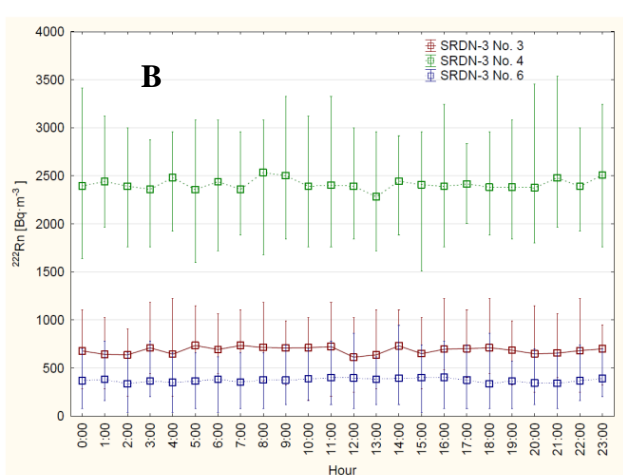 4000
3500
3000
2500
2000
1500
1000
500
0
²²²Rn [Bq·m⁻³]
B
SRDN-3 No. 3
SRDN-3 No. 4
SRDN-3 No. 6
0:00 1:00 2:00 3:00 4:00 5:00 6:00 7:00 8:00 9:00 10:00 11:00 12:00 13:00 14:00 15:00 16:00 17:00 18:00 19:00 20:00 21:00 22:00 23:00
Hour